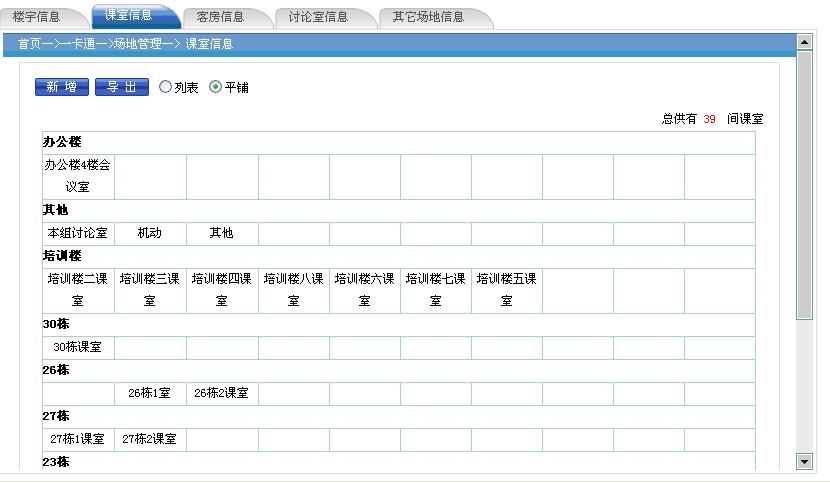 楼宇信息 课室信息 客房信息 讨论室信息 其它场地信息
首页—>一卡通—>场地管理—> 课室信息
新 增 导 出 列表 平铺
总供有 39 间课室
办公楼
办公楼4楼会
议室
其他
本组讨论室 机动 其他
培训楼
培训楼二课 培训楼三课 培训楼四课 培训楼八课 培训楼六课 培训楼七课 培训楼五课
室 室 室 室 室 室 室
30栋
30栋课室
26栋
26栋1室 26栋2课室
27栋
27栋1课室 27栋2课室
23栋